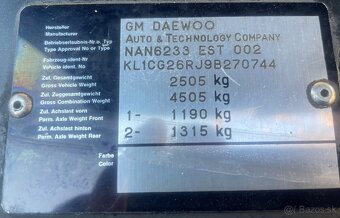 Hersteller
Manufacturer
GM DAEWOO
AUTO & TECHNOLOGY COMPANY
Betriebserlaubnis-Nr.o. Typ
Type Approval No or Type
NAN6233 EST 002
Fahrzeug-Ident-Nr.
Vehicle Ident. No.
KL1CG26RJ9B270744
Zul. Gesamtgewicht
Gross Vehicle Weight
2505 kg
Zul. Zuggesamtgewicht
Gross Combination Weight
4505 kg
Zul. Achslast vorn
Perm. Axle Weight Front
1- 1190 kg
Zul. Achslast hinten
Perm. Axle Weight Rear
2- 1315 kg
Farbe
Color
Bazos.sk